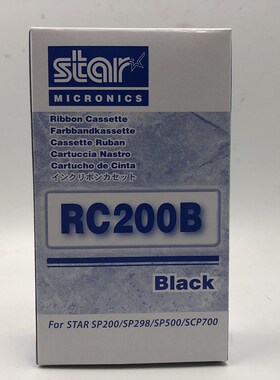 star
MICRONICS
Ribbon Cassette
Farbbandkassette
Cassette Ruban
Cartuccia Nastro
Cartucho de Cinta
インクリボンカセット
RC200B
Black
For STAR SP200/SP298/SP500/SCP700